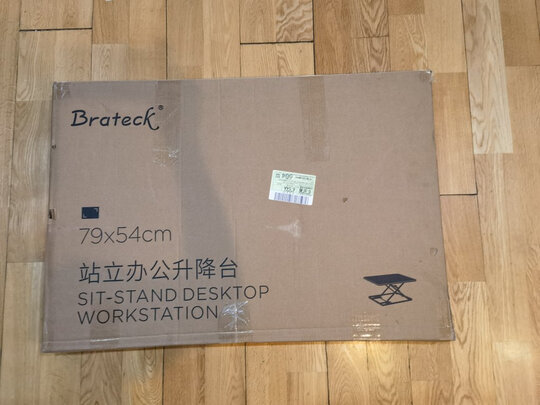 Brateck®
79x54cm
站立办公升降台
SIT-STAND DESKTOP
WORKSTATION